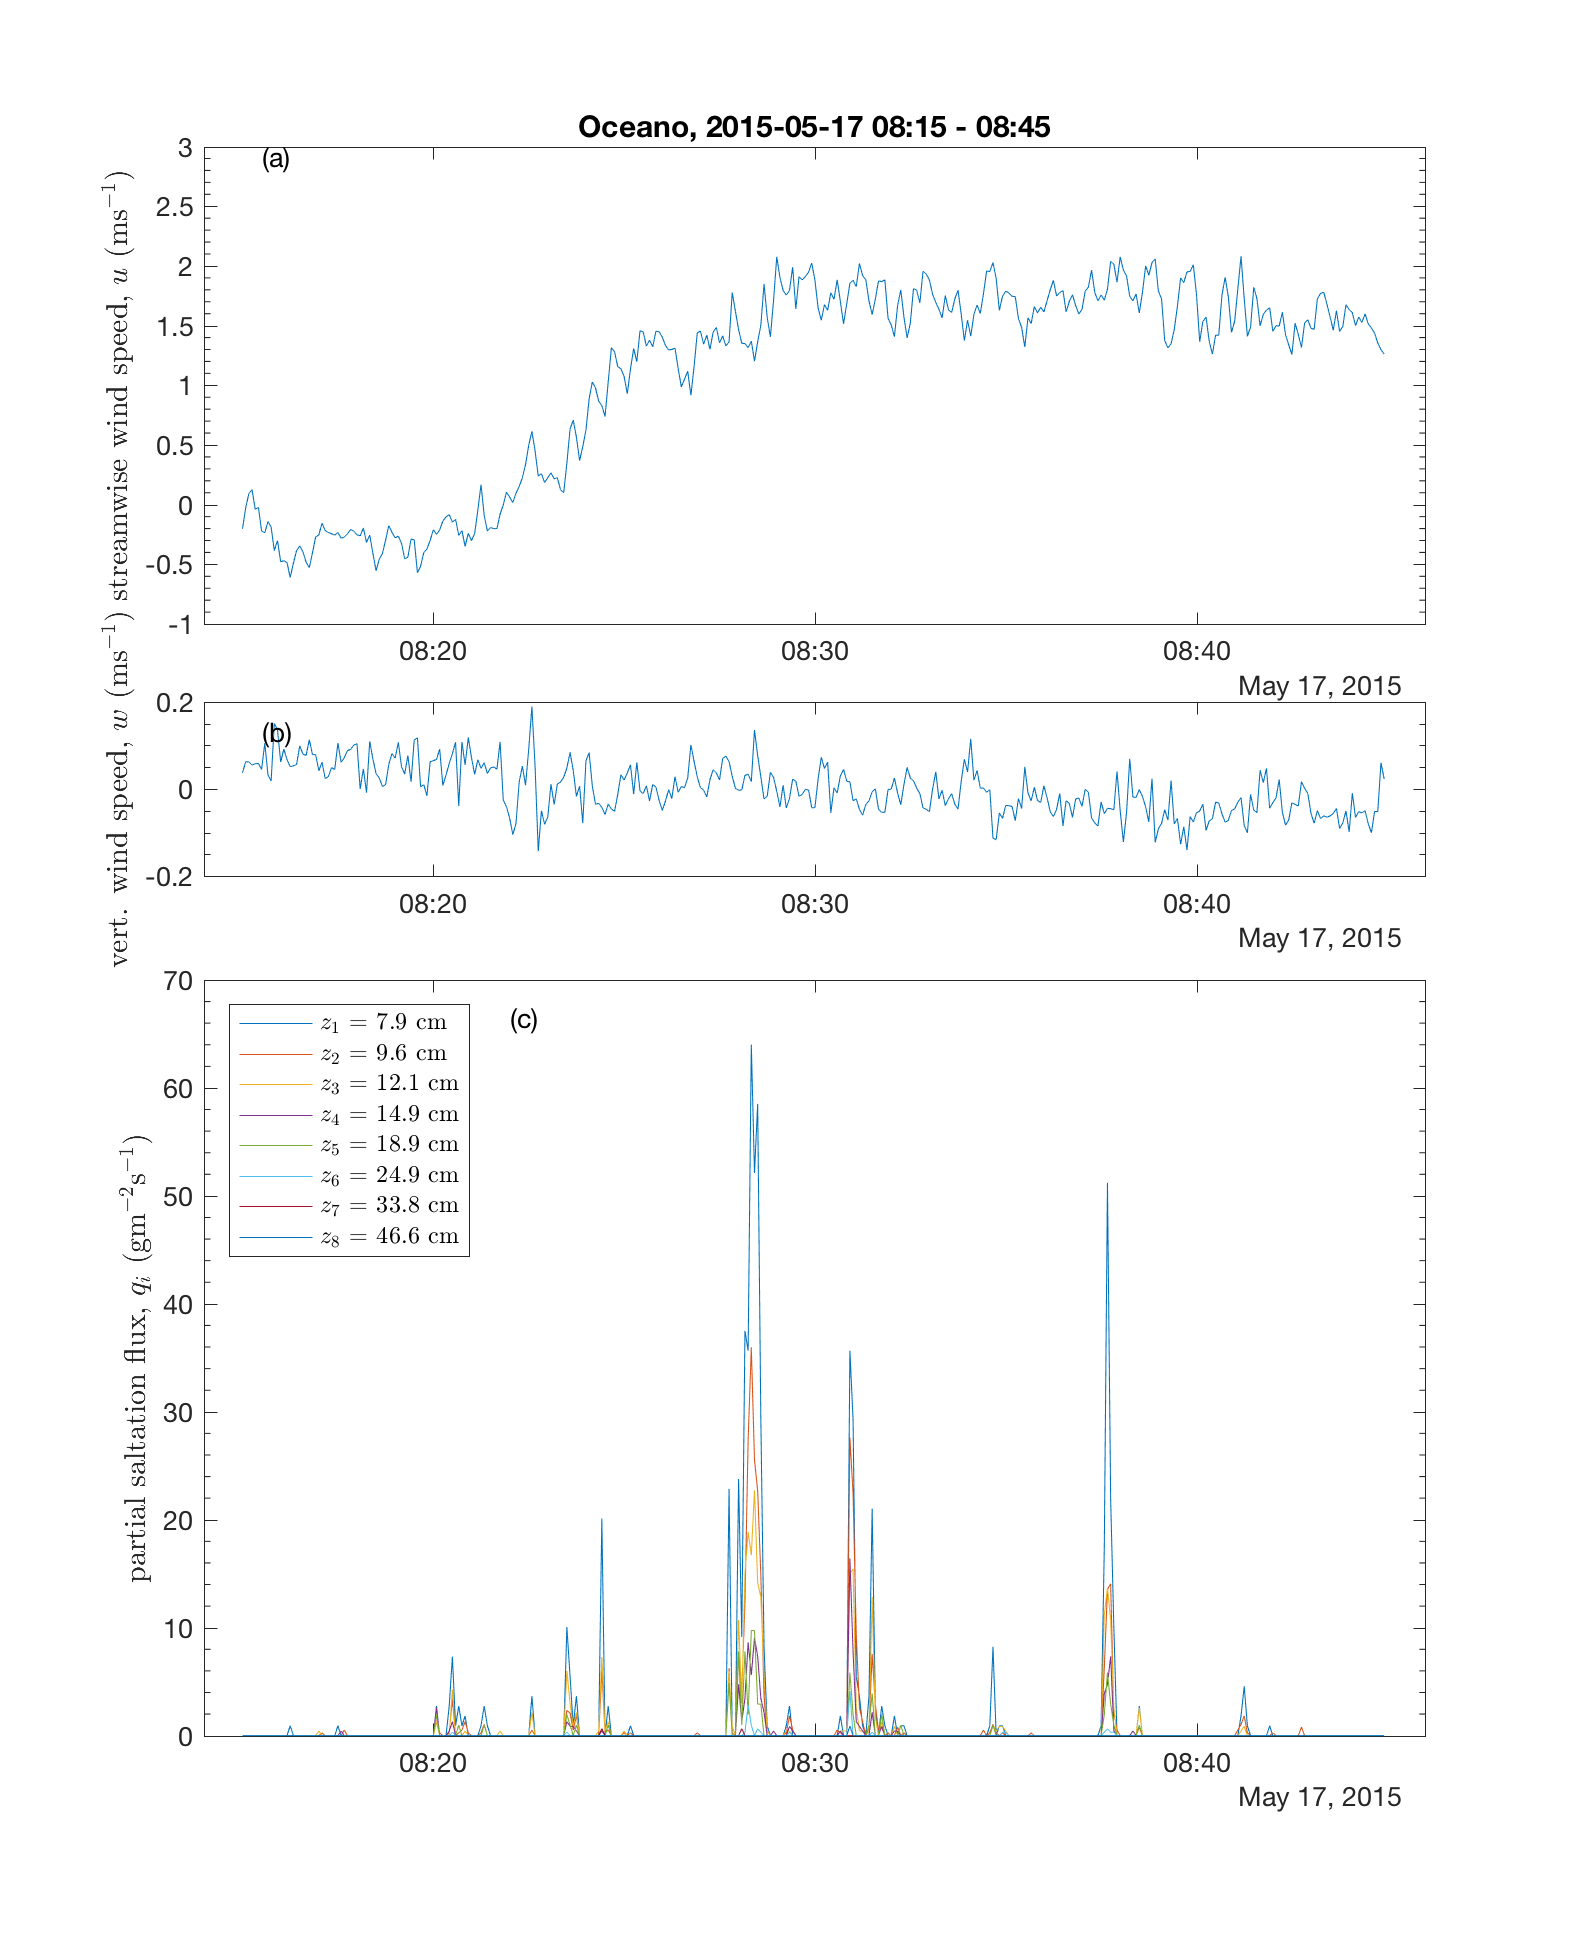 Oceano, 2015-05-17 08:15 - 08:45
(a)
streamwise wind speed, u (ms⁻¹)
3
2.5
2
1.5
1
0.5
0
-0.5
-1
08:20 08:30 08:40
May 17, 2015
(b)
vert. wind speed, w (ms⁻¹)
0.2
0
-0.2
08:20 08:30 08:40
May 17, 2015
(c)
partial saltation flux, qᵢ (gm⁻²s⁻¹)
70
60
50
40
30
20
10
0
z₁ = 7.9 cm
z₂ = 9.6 cm
z₃ = 12.1 cm
z₄ = 14.9 cm
z₅ = 18.9 cm
z₆ = 24.9 cm
z₇ = 33.8 cm
z₈ = 46.6 cm
08:20 08:30 08:40
May 17, 2015